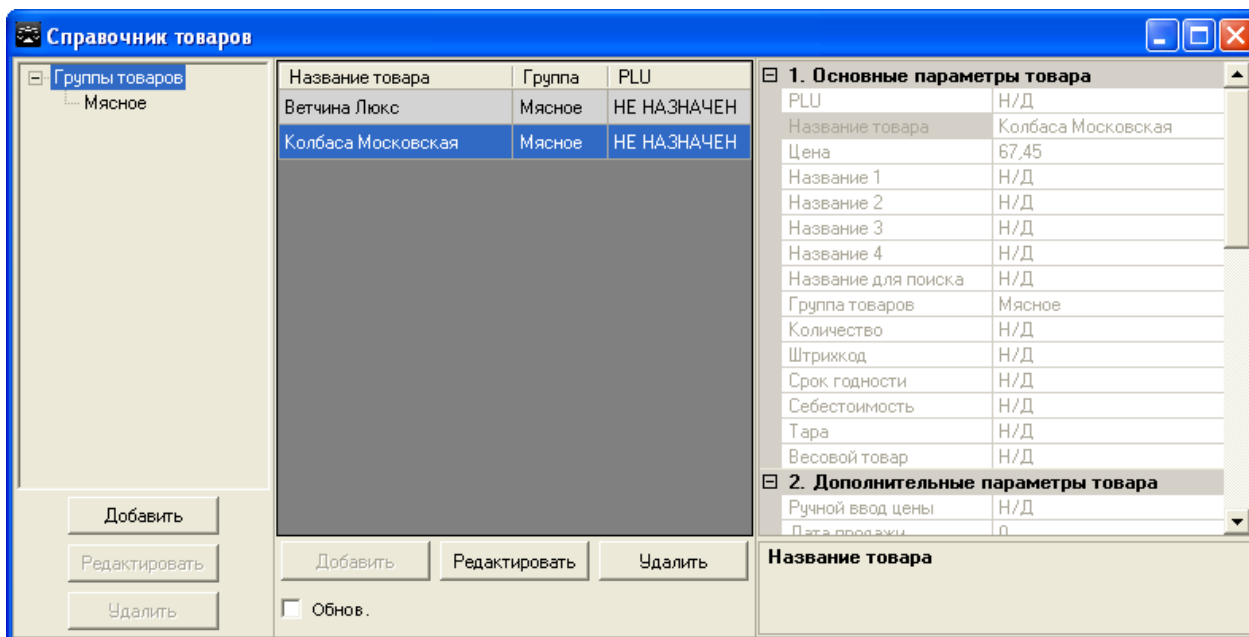 Справочник товаров
Группы товаров
Мясное
Добавить
Редактировать
Удалить
Название товара Группа PLU
Ветчина Люкс Мясное НЕ НАЗНАЧЕН
Колбаса Московская Мясное НЕ НАЗНАЧЕН
Добавить Редактировать Удалить
Обнов.
1. Основные параметры товара
PLU Н/Д
Название товара Колбаса Московская
Цена 67,45
Название 1 Н/Д
Название 2 Н/Д
Название 3 Н/Д
Название 4 Н/Д
Название для поиска Н/Д
Группа товаров Мясное
Количество Н/Д
Штрихкод Н/Д
Срок годности Н/Д
Себестоимость Н/Д
Тара Н/Д
Весовой товар Н/Д
2. Дополнительные параметры товара
Ручной ввод цены Н/Д
Дата продажи 0
Название товара